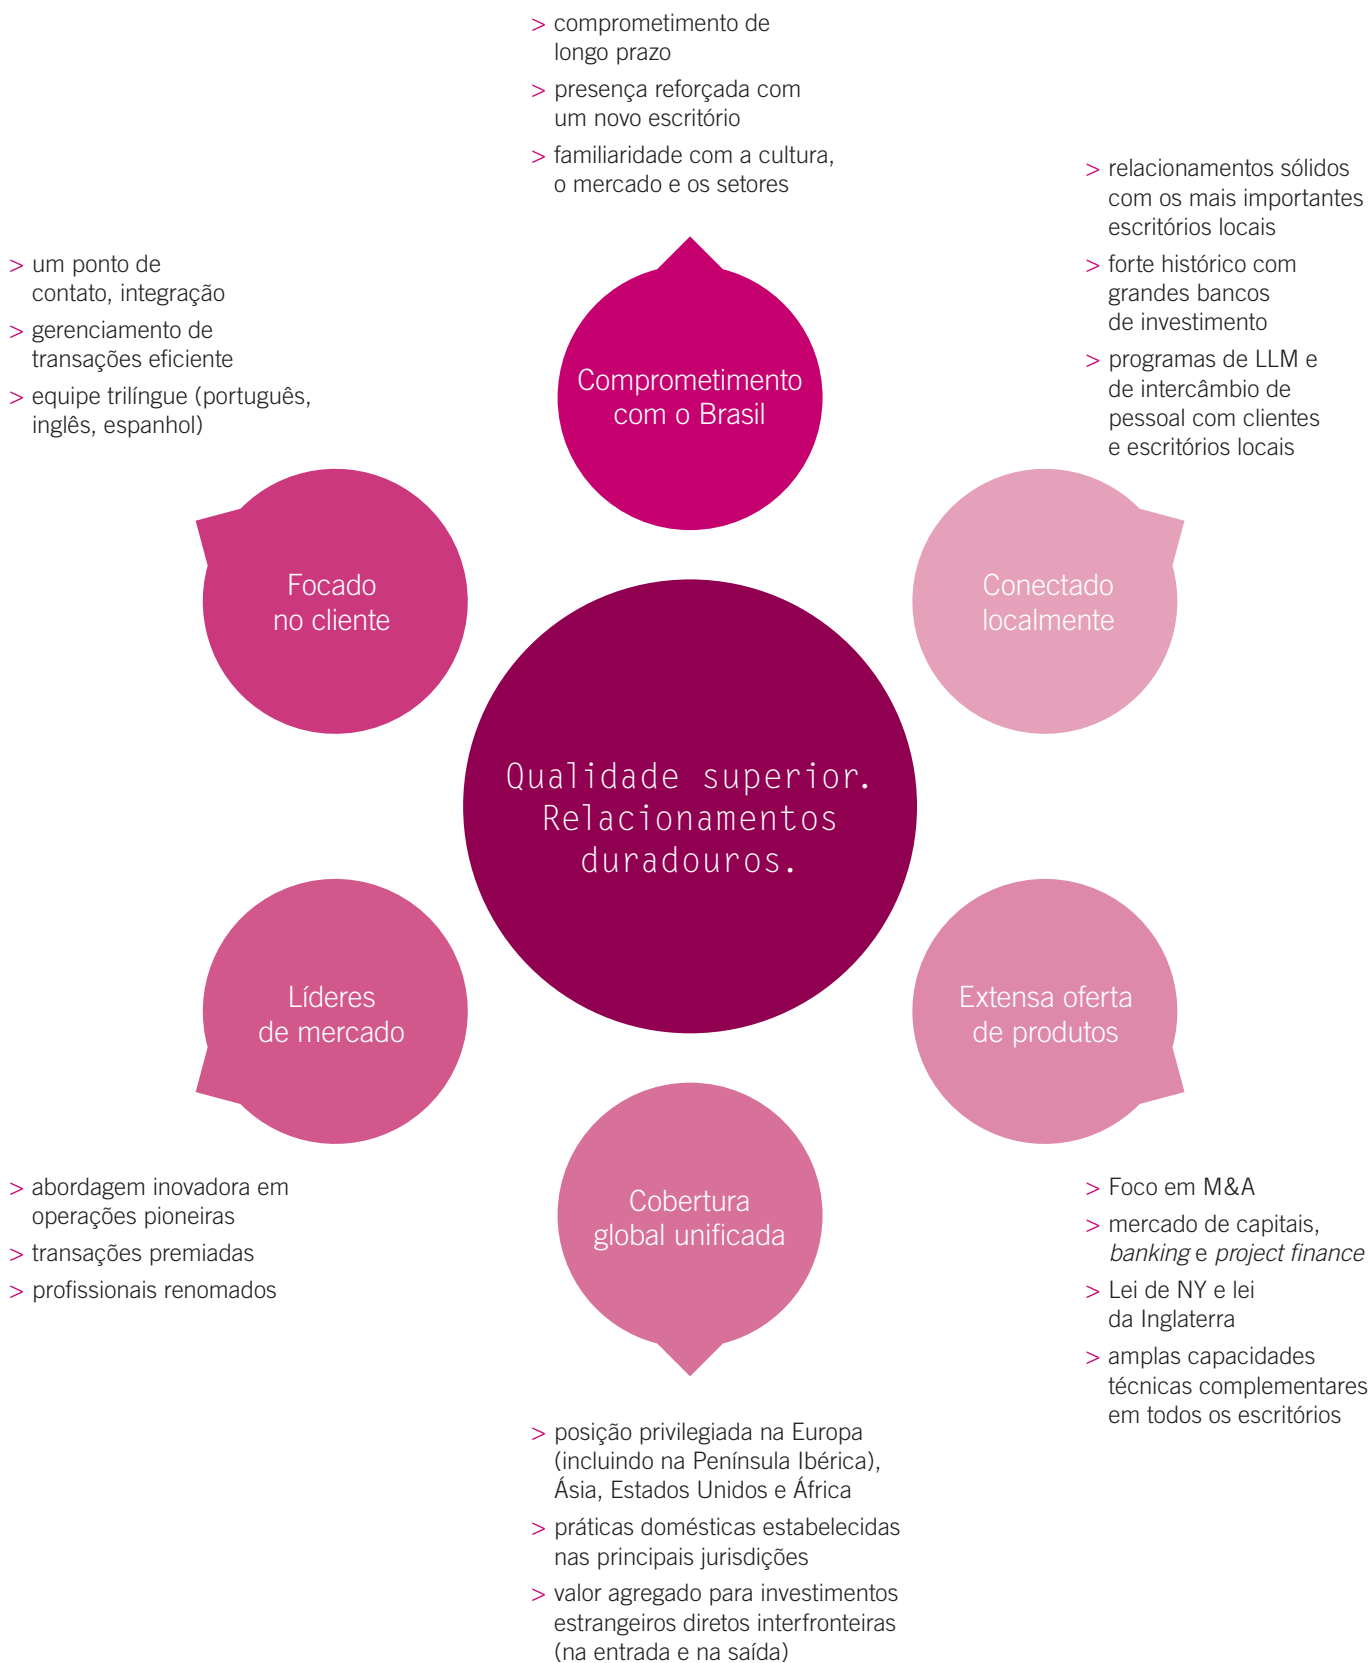 > comprometimento de
longo prazo
> presença reforçada com
um novo escritório
> familiaridade com a cultura,
o mercado e os setores
Comprometimento
com o Brasil
> relacionamentos sólidos
com os mais importantes
escritórios locais
> forte histórico com
grandes bancos
de investimento
> programas de LLM e
de intercâmbio de
pessoal com clientes
e escritórios locais
Conectado
localmente
> um ponto de
contato, integração
> gerenciamento de
transações eficiente
> equipe trilíngue (português,
inglês, espanhol)
Focado
no cliente
Qualidade superior.
Relacionamentos
duradouros.
Líderes
de mercado
> abordagem inovadora em
operações pioneiras
> transações premiadas
> profissionais renomados
Extensa oferta
de produtos
> Foco em M&A
> mercado de capitais,
banking e project finance
> Lei de NY e lei
da Inglaterra
> amplas capacidades
técnicas complementares
em todos os escritórios
Cobertura
global unificada
> posição privilegiada na Europa
(incluindo na Península Ibérica),
Ásia, Estados Unidos e África
> práticas domésticas estabelecidas
nas principais jurisdições
> valor agregado para investimentos
estrangeiros diretos interfronteiras
(na entrada e na saída)